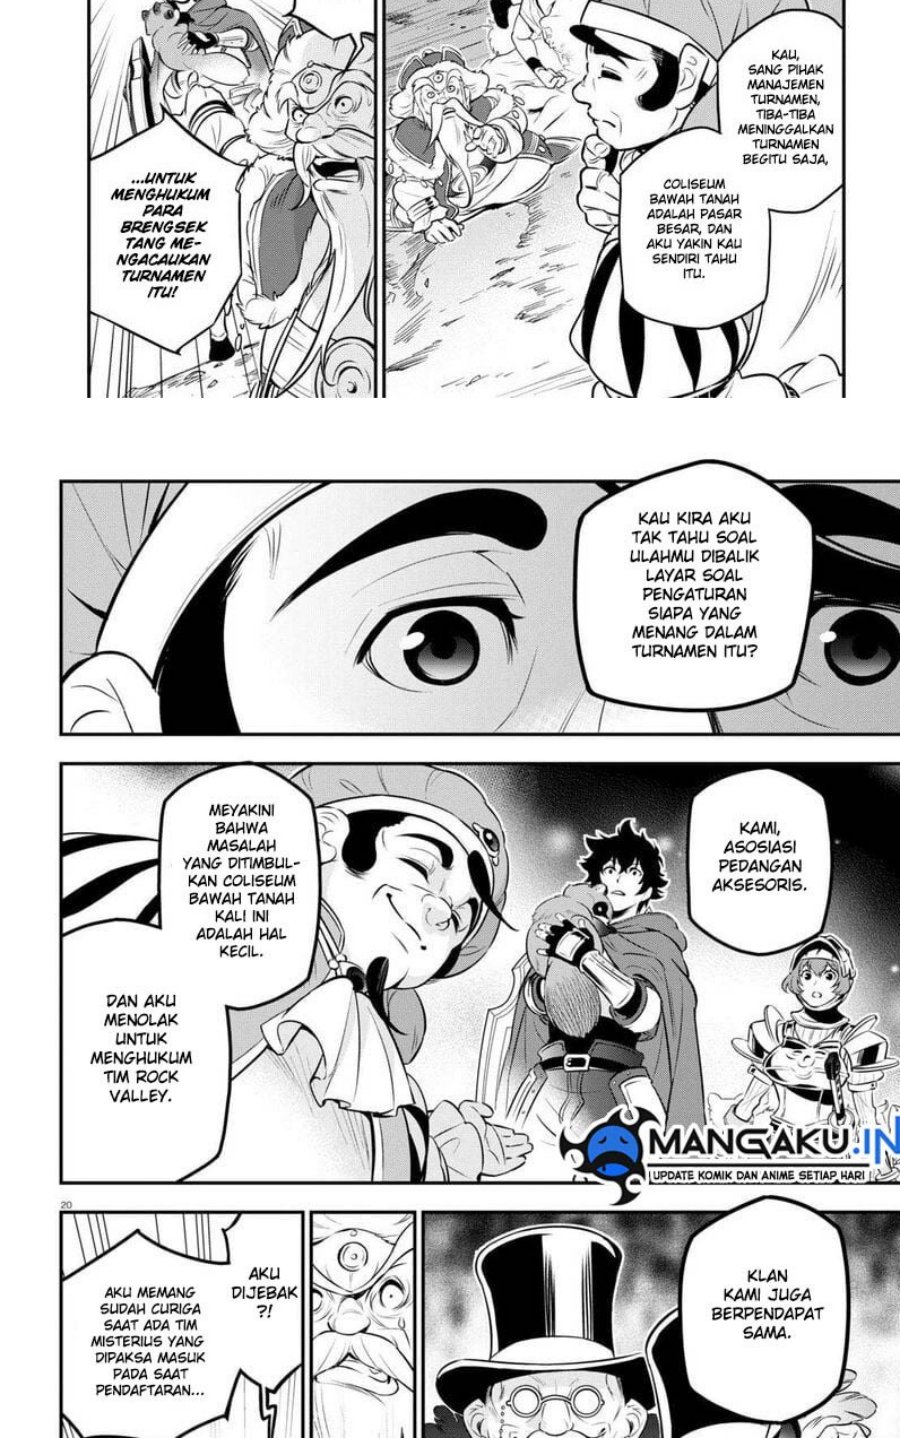 KAU,
SANG PIHAK
MANAJEMEN
TURNAMEN,
TIBA-TIBA
MENINGGALKAN
TURNAMEN
BEGITU SAJA,
COLISEUM
BAWAH TANAH
ADALAH PASAR
BESAR, DAN
AKU YAKIN KAU
SENDIRI TAHU
ITU.
...UNTUK
MENGHUKUM
PARA
BRENGSEK
TANG ME-
NGACAUKAN
TURNAMEN
ITU!
KAU KIRA AKU
TAK TAHU SOAL
ULAHMU DIBALIK
LAYAR SOAL
PENGATURAN
SIAPA YANG
MENANG DALAM
TURNAMEN ITU?
KAMI,
ASOSIASI
PEDANGAN
AKSESORIS.
MEYAKINI
BAHWA
MASALAH
YANG DITIMBUL-
KAN COLISEUM
BAWAH TANAH
KALI INI
ADALAH HAL
KECIL.
DAN AKU
MENOLAK
UNTUK
MENGHUKUM
TIM ROCK
VALLEY.
MANGAKU.IN
UPDATE KOMIK DAN ANIME SETIAP HARI
20
KLAN
KAMI JUGA
BERPENDAPAT
SAMA.
AKU
DIJEBAK
?!
AKU MEMANG
SUDAH CURIGA
SAAT ADA TIM
MISTERIUS YANG
DIPAKSA MASUK
PADA SAAT
PENDAFTARAN...